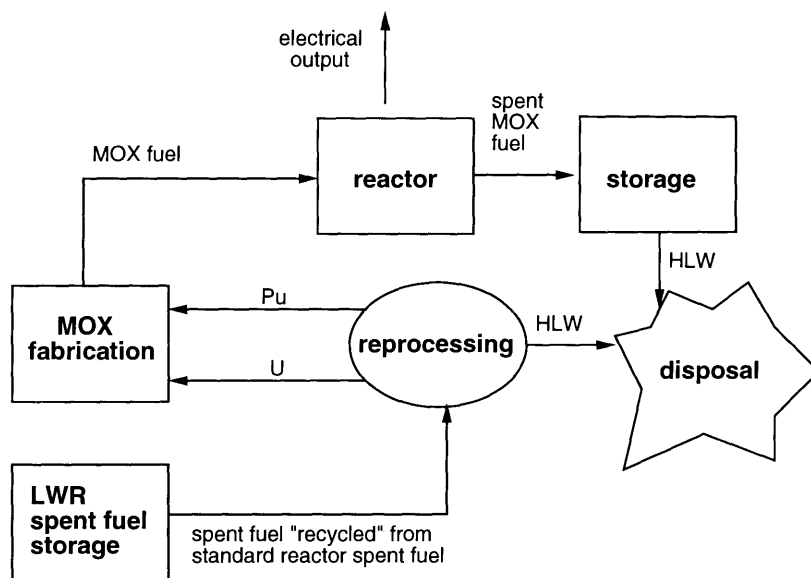 electrical
output
spent
MOX
fuel
MOX fuel
reactor
storage
HLW
Pu
MOX
fabrication
reprocessing
HLW
disposal
U
LWR
spent fuel
storage
spent fuel "recycled" from
standard reactor spent fuel